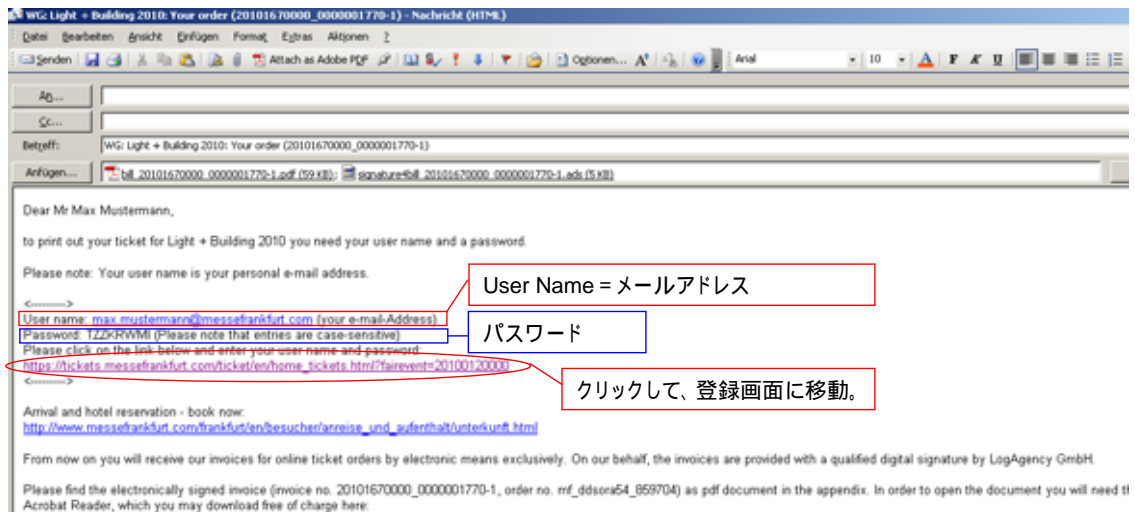 WG: Light + Building 2010: Your order (20101670000_0000001770-1) - Nachricht (HTML)
Datei Bearbeiten Ansicht Einfügen Format Extras Aktionen ?
Senden Attach as Adobe PDF Optionen... Arial 10 A F K U
An...
Cc...
Betreff: WG: Light + Building 2010: Your order (20101670000_0000001770-1)
Anfügen... bill_20101670000_0000001770-1.pdf (59 KB); signature4bill_20101670000_0000001770-1.ads (5 KB)
Dear Mr Max Mustermann,
to print out your ticket for Light + Building 2010 you need your user name and a password.
Please note: Your user name is your personal e-mail address.
User Name = メールアドレス
<--------->
User name: max.mustermann@messefrankfurt.com (your e-mail-Address)
Password: TZZKRWMI (Please note that entries are case-sensitive)
パスワード
Please click on the link below and enter your user name and password:
https://tickets.messefrankfurt.com/ticket/en/home_tickets.html?fairevent=20100120000
<--------->
クリックして、登録画面に移動。
Arrival and hotel reservation - book now:
http://www.messefrankfurt.com/frankfurt/en/besucher/anreise_und_aufenthalt/unterkunft.html
From now on you will receive our invoices for online ticket orders by electronic means exclusively. On our behalf, the invoices are provided with a qualified digital signature by LogAgency GmbH.
Please find the electronically signed invoice (invoice no. 20101670000_0000001770-1, order no. mf_ddsora54_859704) as pdf document in the appendix. In order to open the document you will need
Acrobat Reader, which you may download free of charge here: